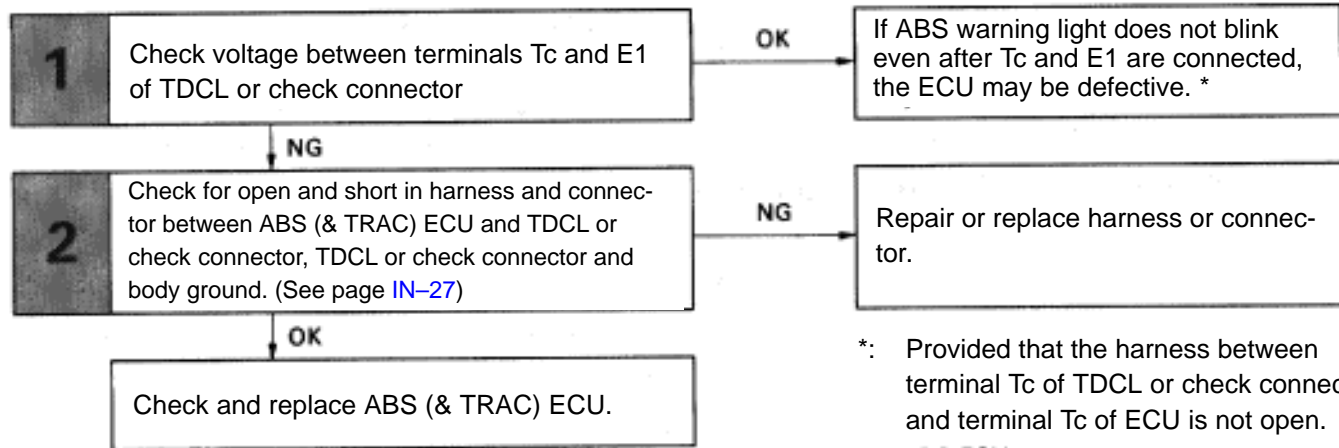 1
Check voltage between terminals Tc and E1
of TDCL or check connector
OK
If ABS warning light does not blink
even after Tc and E1 are connected,
the ECU may be defective. *
NG
2
Check for open and short in harness and connec-
tor between ABS (& TRAC) ECU and TDCL or
check connector, TDCL or check connector and
body ground. (See page IN–27)
NG
Repair or replace harness or connec-
tor.
OK
Check and replace ABS (& TRAC) ECU.
*: Provided that the harness between
terminal Tc of TDCL or check connec
and terminal Tc of ECU is not open.